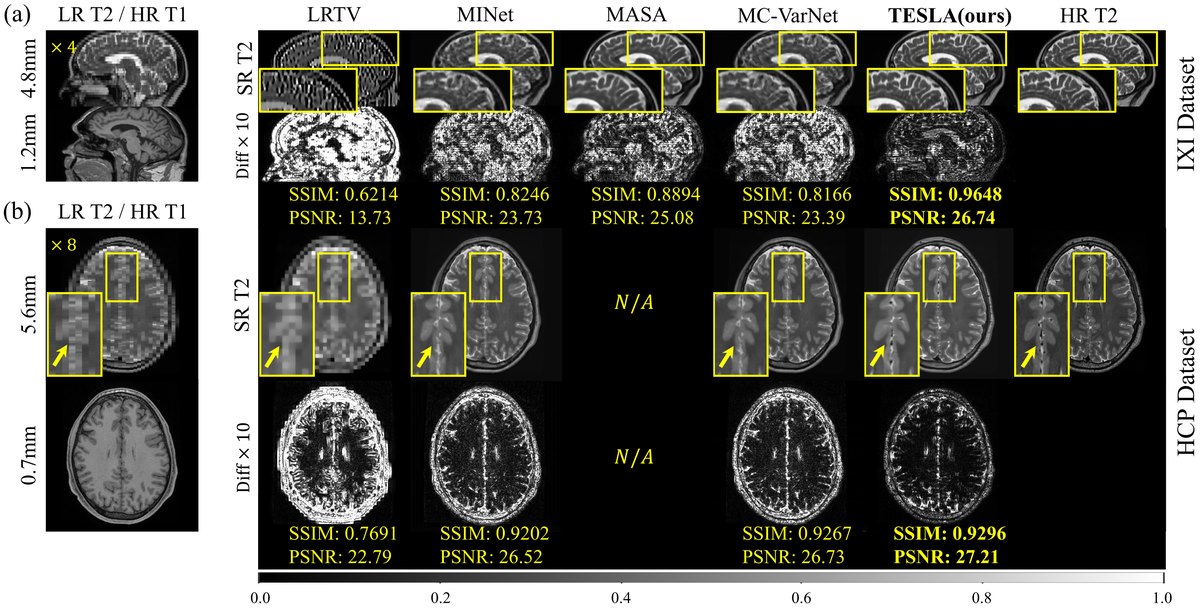 (a)
LR T2 / HR T1
LRTV
MINet
MASA
MC-VarNet
TESLA(ours)
HR T2
× 4
4.8mm
1.2mm
SR T2
Diff × 10
IXI Dataset
SSIM: 0.6214
PSNR: 13.73
SSIM: 0.8246
PSNR: 23.73
SSIM: 0.8894
PSNR: 25.08
SSIM: 0.8166
PSNR: 23.39
SSIM: 0.9648
PSNR: 26.74
(b)
LR T2 / HR T1
× 8
5.6mm
0.7mm
SR T2
N/A
Diff × 10
N/A
HCP Dataset
SSIM: 0.7691
PSNR: 22.79
SSIM: 0.9202
PSNR: 26.52
SSIM: 0.9267
PSNR: 26.73
SSIM: 0.9296
PSNR: 27.21
0.0
0.2
0.4
0.6
0.8
1.0